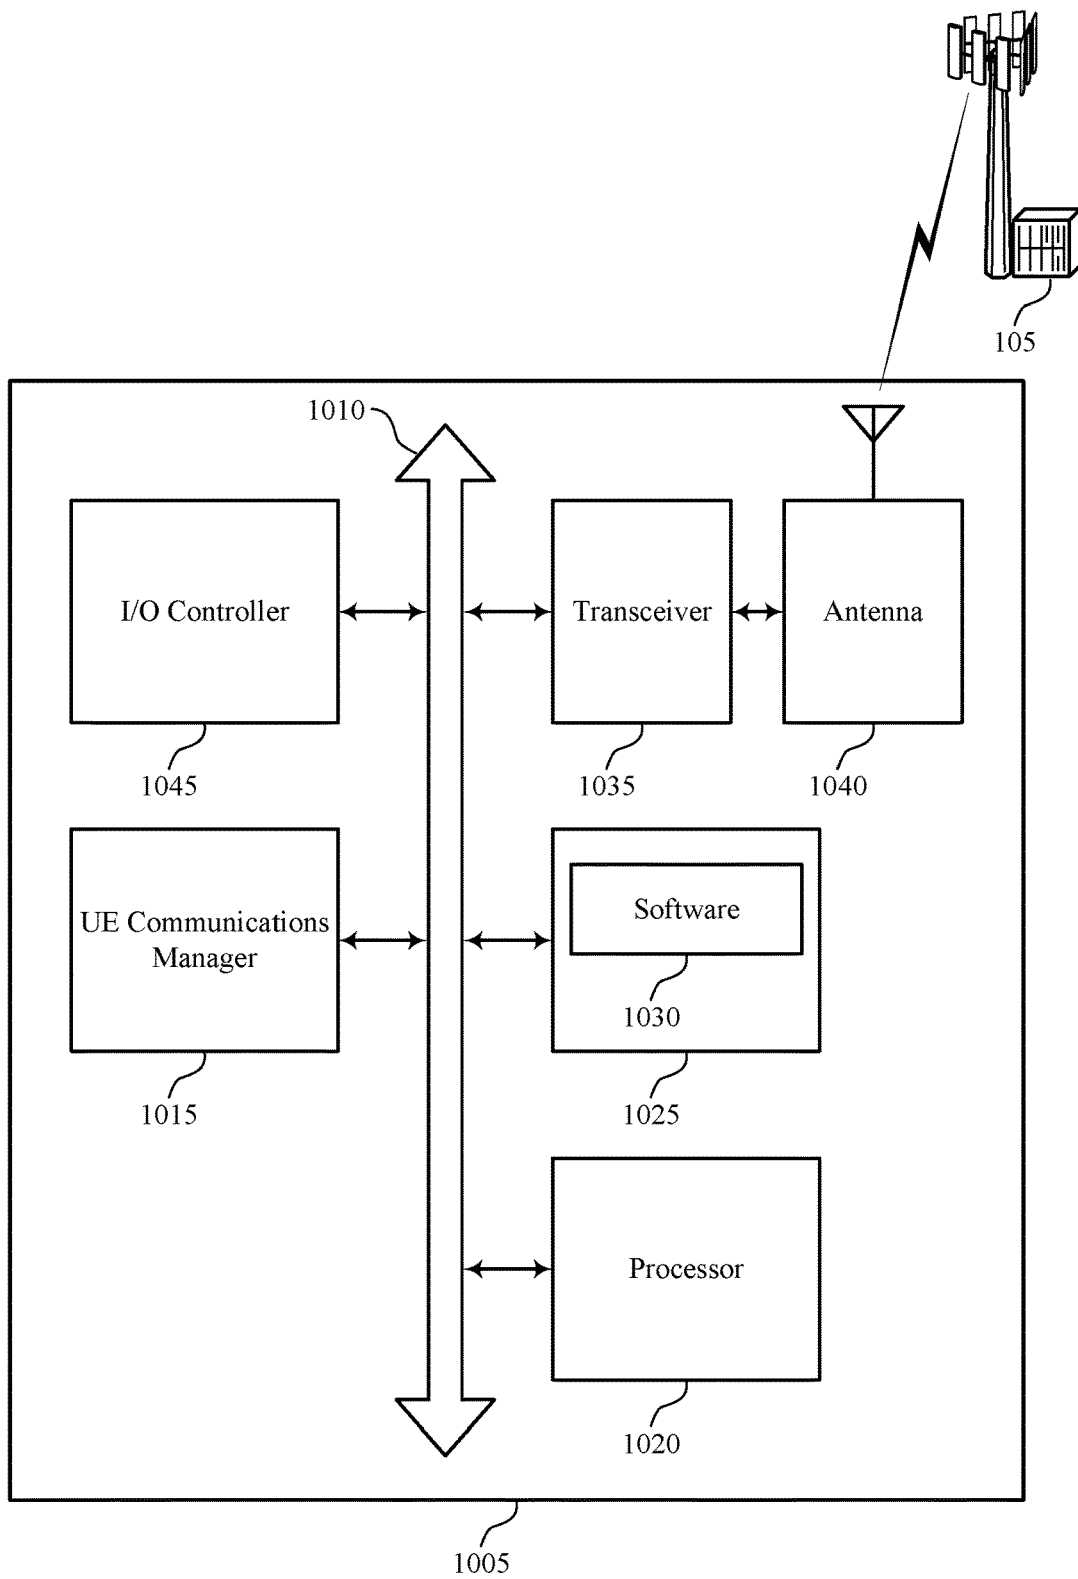 105
1010
I/O Controller
Transceiver
Antenna
1045
1035
1040
UE Communications
Manager
Software
1030
1015
1025
Processor
1020
1005